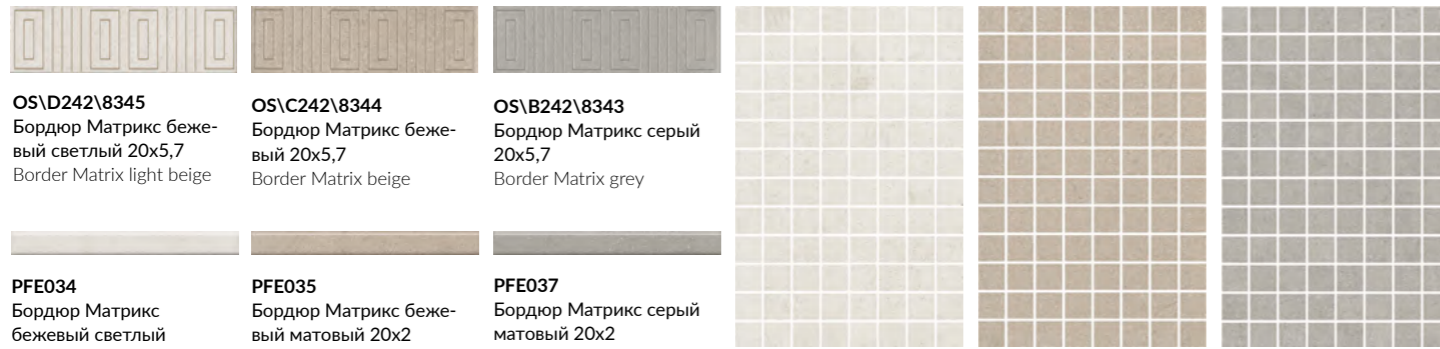 OS\D242\8345
Бордюр Матрикс беже-
вый светлый 20x5,7
Border Matrix light beige
OS\C242\8344
Бордюр Матрикс беже-
вый 20x5,7
Border Matrix beige
OS\B242\8343
Бордюр Матрикс серый
20x5,7
Border Matrix grey
PFE034
Бордюр Матрикс
бежевый светлый
PFE035
Бордюр Матрикс беже-
вый матовый 20x2
PFE037
Бордюр Матрикс серый
матовый 20x2